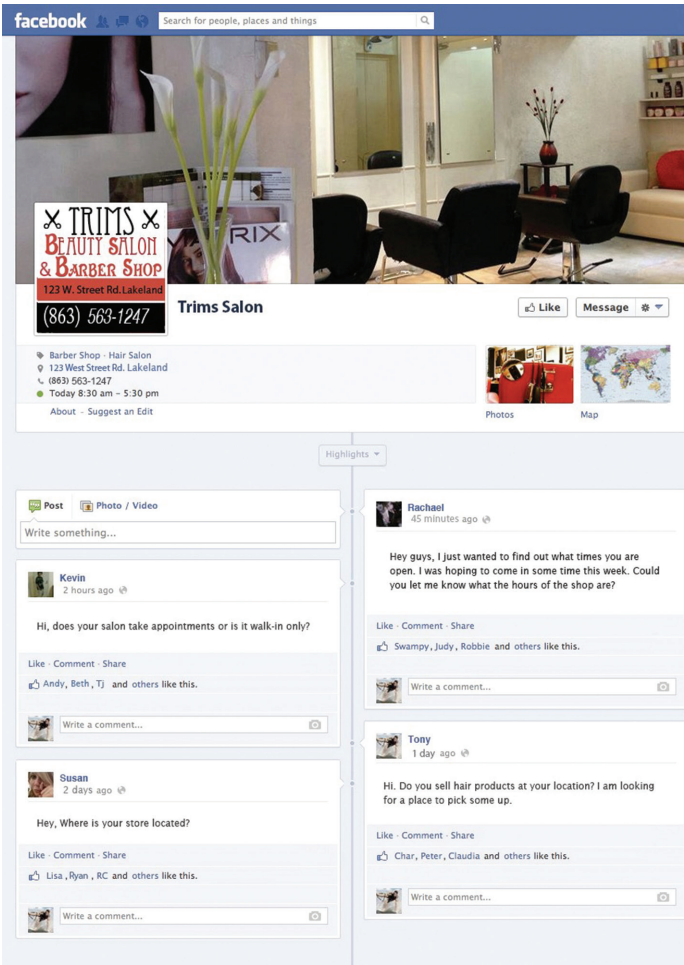 facebook
Search for people, places and things
TRIMS
BEAUTY SALON
& BARBER SHOP
123 W. Street Rd.Lakeland
(863) 563-1247
RIX
Trims Salon
Like
Message
Barber Shop · Hair Salon
123 West Street Rd. Lakeland
(863) 563-1247
Today 8:30 am – 5:30 pm
About - Suggest an Edit
Photos
Map
Highlights
Post
Photo / Video
Write something...
Kevin
2 hours ago
Hi, does your salon take appointments or is it walk-in only?
Like · Comment · Share
Andy, Beth , Tj and others like this.
Write a comment...
Susan
2 days ago
Hey, Where is your store located?
Like · Comment · Share
Lisa , Ryan , RC and others like this.
Write a comment...
Rachael
45 minutes ago
Hey guys, I just wanted to find out what times you are
open. I was hoping to come in some time this week. Could
you let me know what the hours of the shop are?
Like · Comment · Share
Swampy, Judy, Robbie and others like this.
Write a comment...
Tony
1 day ago
Hi. Do you sell hair products at your location? I am looking
for a place to pick some up.
Like · Comment · Share
Char, Peter, Claudia and others like this.
Write a comment...